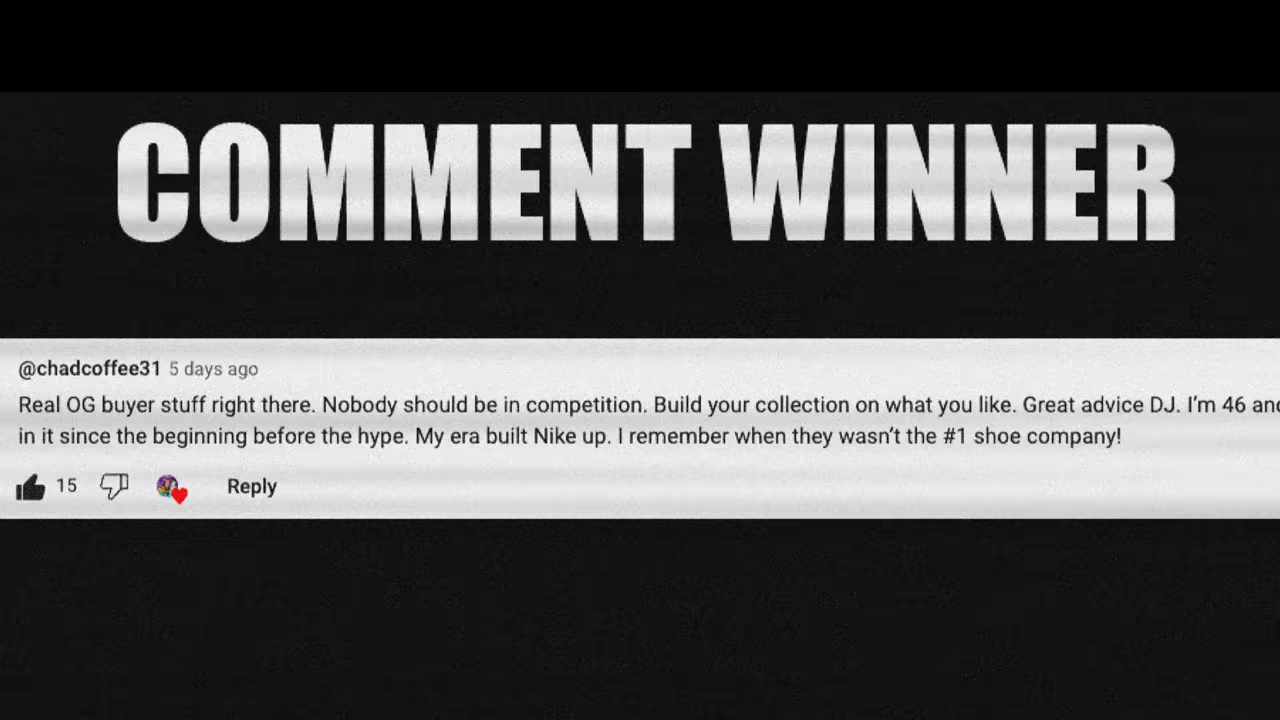 COMMENT WINNER
@chadcoffee31 5 days ago
Real OG buyer stuff right there. Nobody should be in competition. Build your collection on what you like. Great advice DJ. I’m 46 and
in it since the beginning before the hype. My era built Nike up. I remember when they wasn’t the #1 shoe company!
15 Reply